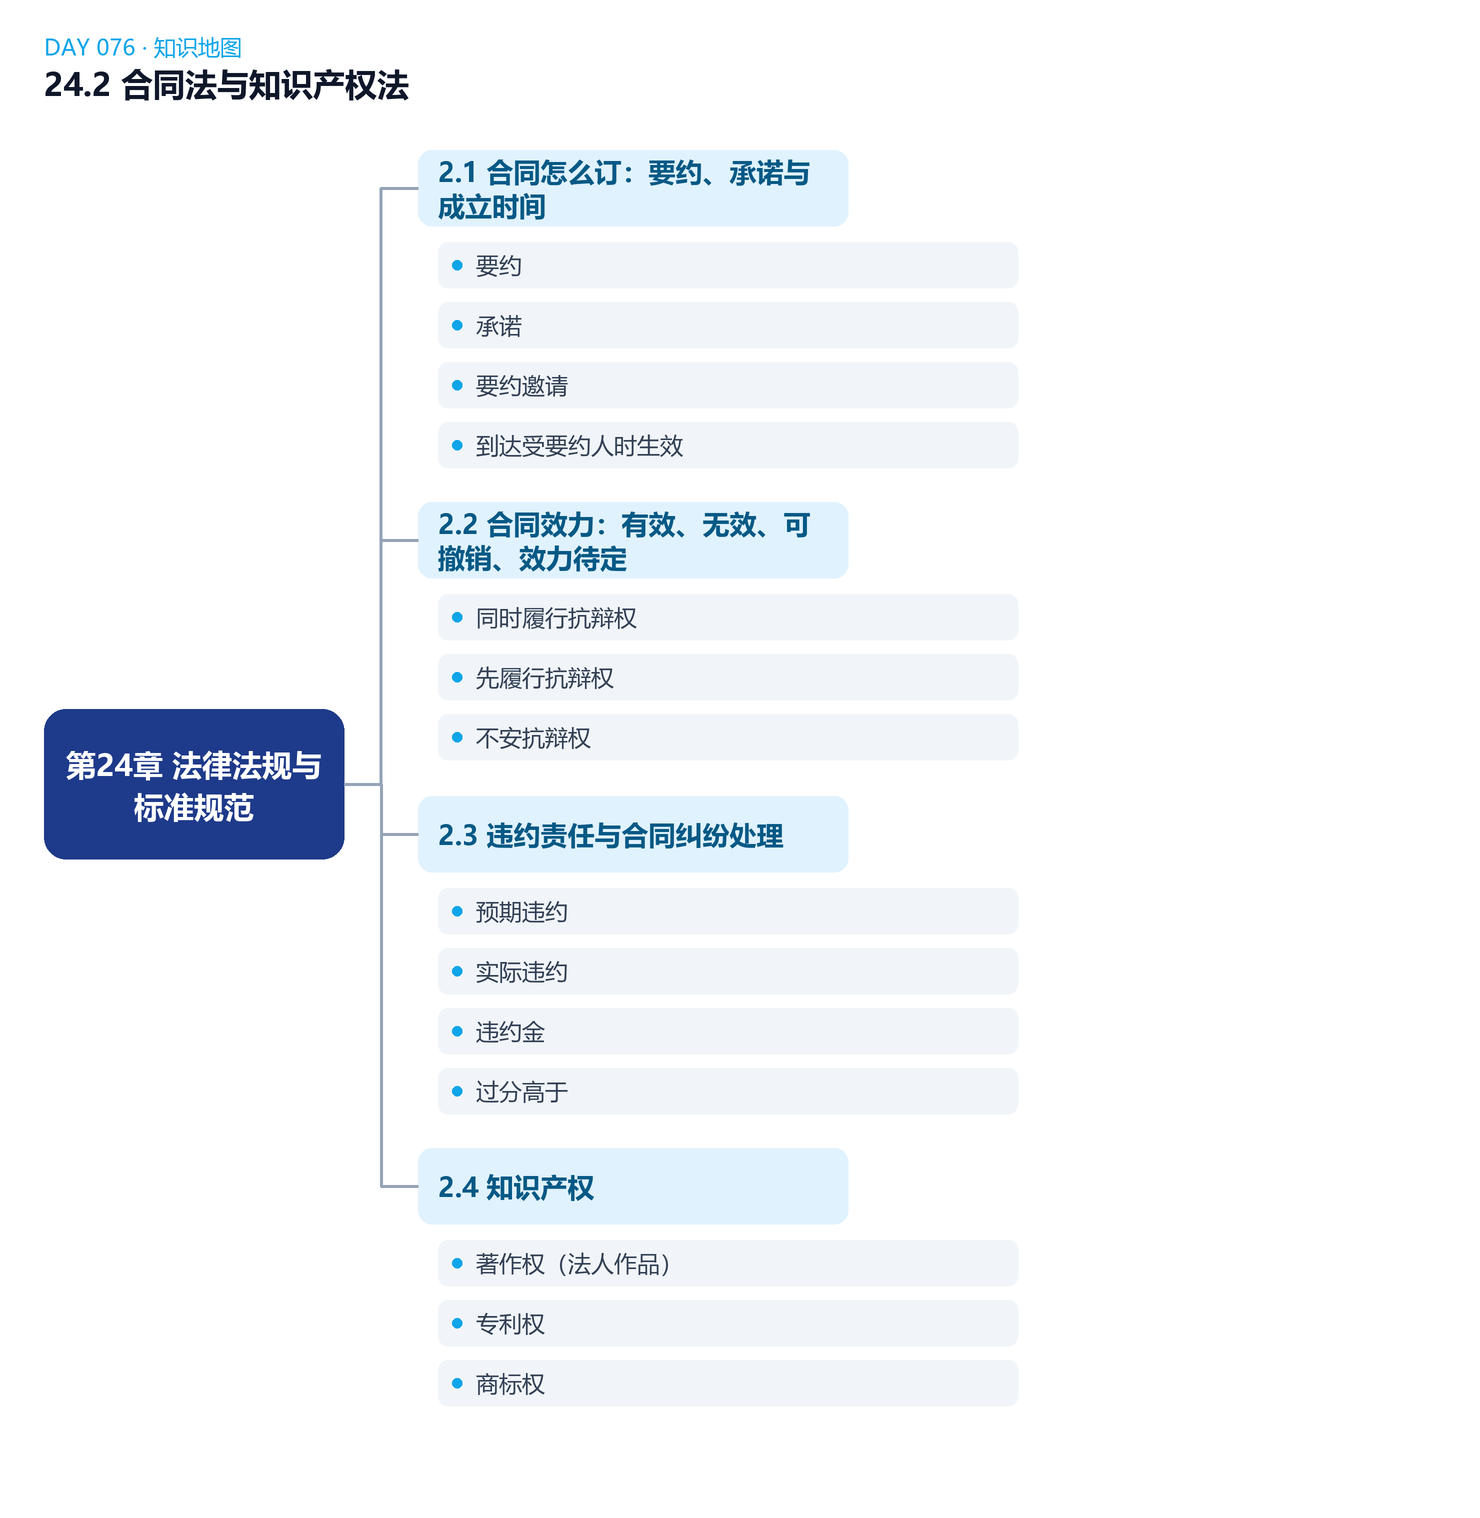 DAY 076 · 知识地图
24.2 合同法与知识产权法
2.1 合同怎么订：要约、承诺与
成立时间
要约
承诺
要约邀请
到达受要约人时生效
2.2 合同效力：有效、无效、可
撤销、效力待定
同时履行抗辩权
先履行抗辩权
不安抗辩权
第24章 法律法规与
标准规范
2.3 违约责任与合同纠纷处理
预期违约
实际违约
违约金
过分高于
2.4 知识产权
著作权（法人作品）
专利权
商标权